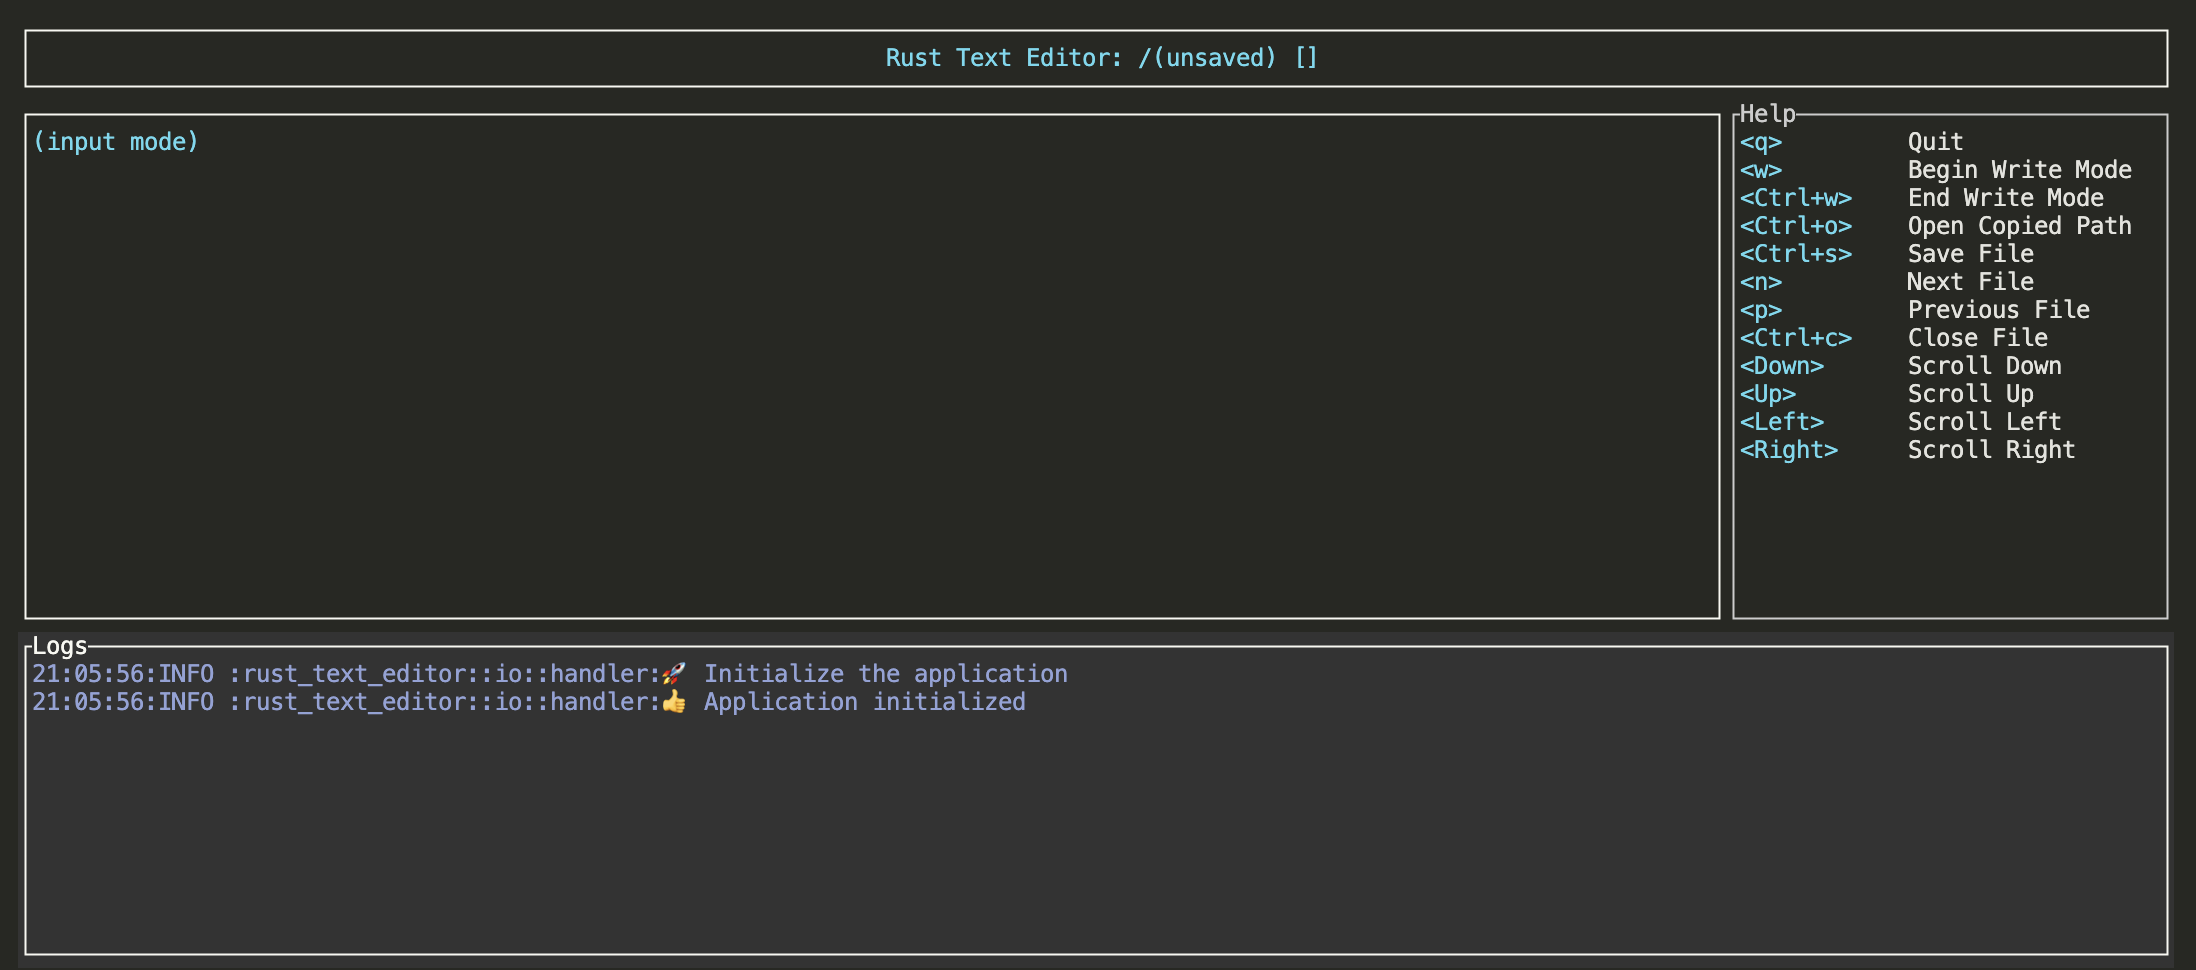 Rust Text Editor: /(unsaved) []
(input mode)
Help
<q> Quit
<w> Begin Write Mode
<Ctrl+w> End Write Mode
<Ctrl+o> Open Copied Path
<Ctrl+s> Save File
<n> Next File
<p> Previous File
<Ctrl+c> Close File
<Down> Scroll Down
<Up> Scroll Up
<Left> Scroll Left
<Right> Scroll Right
Logs
21:05:56:INFO :rust_text_editor::io::handler:🚀 Initialize the application
21:05:56:INFO :rust_text_editor::io::handler:👍 Application initialized